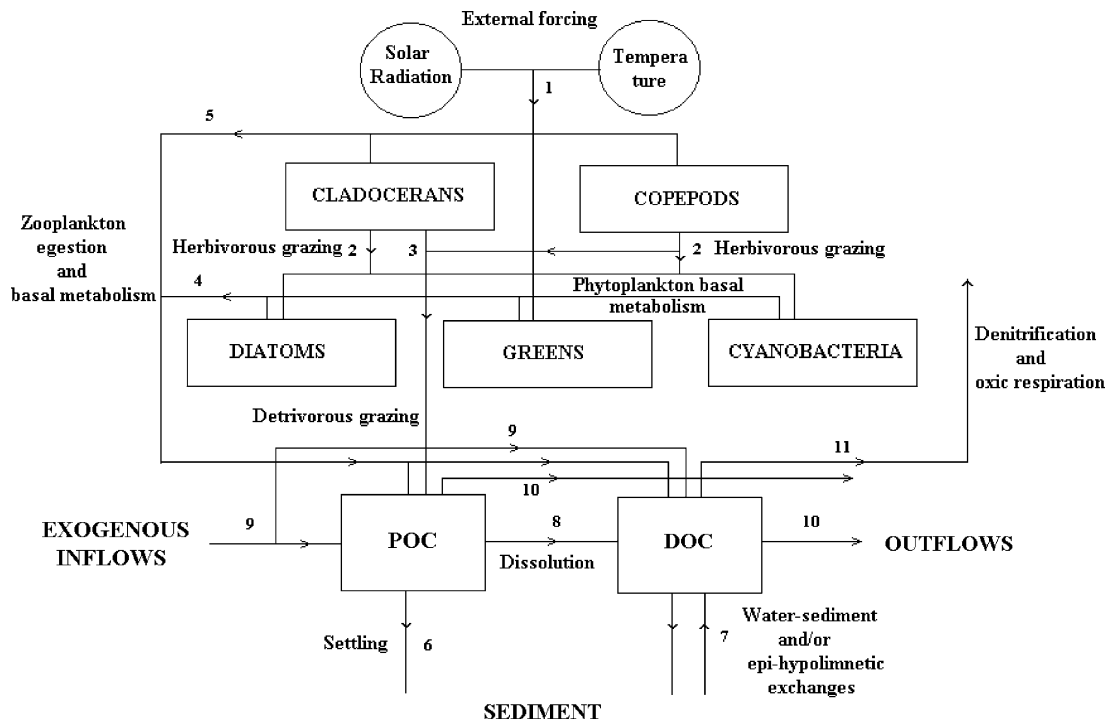 External forcing
Solar
Radiation
Tempera
ture
1
5
CLADOCERANS
COPEPODS
Zooplankton
egestion
and
basal metabolism
Herbivorous grazing
2
3
2
Herbivorous grazing
4
Phytoplankton basal
metabolism
DIATOMS
GREENS
CYANOBACTERIA
Denitrification
and
oxic respiration
Detrivorous grazing
9
11
10
EXOGENOUS
INFLOWS
9
POC
8
Dissolution
DOC
10
OUTFLOWS
Settling
6
7
Water-sediment
and/or
epi-hypolimnetic
exchanges
SEDIMENT